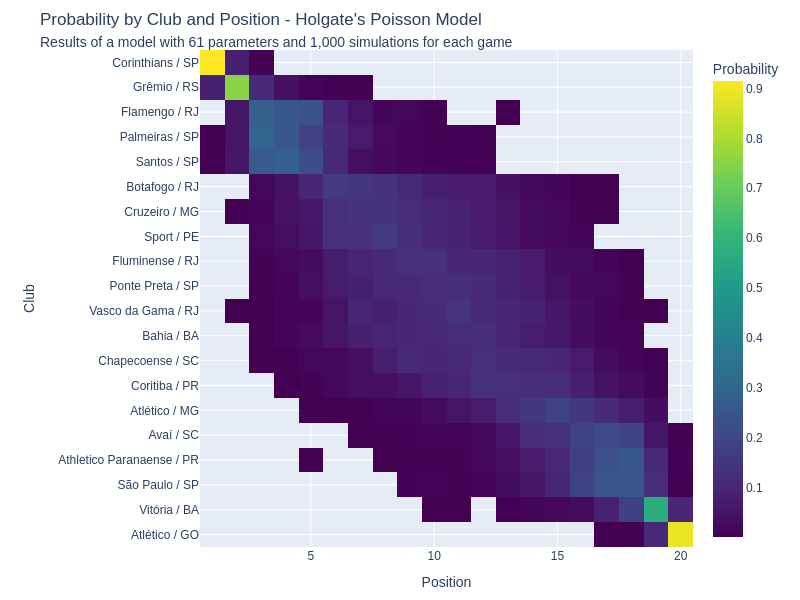 Probability by Club and Position - Holgate's Poisson Model
Results of a model with 61 parameters and 1,000 simulations for each game
Club
Corinthians / SP
Grêmio / RS
Flamengo / RJ
Palmeiras / SP
Santos / SP
Botafogo / RJ
Cruzeiro / MG
Sport / PE
Fluminense / RJ
Ponte Preta / SP
Vasco da Gama / RJ
Bahia / BA
Chapecoense / SC
Coritiba / PR
Atlético / MG
Avaí / SC
Athletico Paranaense / PR
São Paulo / SP
Vitória / BA
Atlético / GO
5
10
15
20
Position
Probability
0.9
0.8
0.7
0.6
0.5
0.4
0.3
0.2
0.1